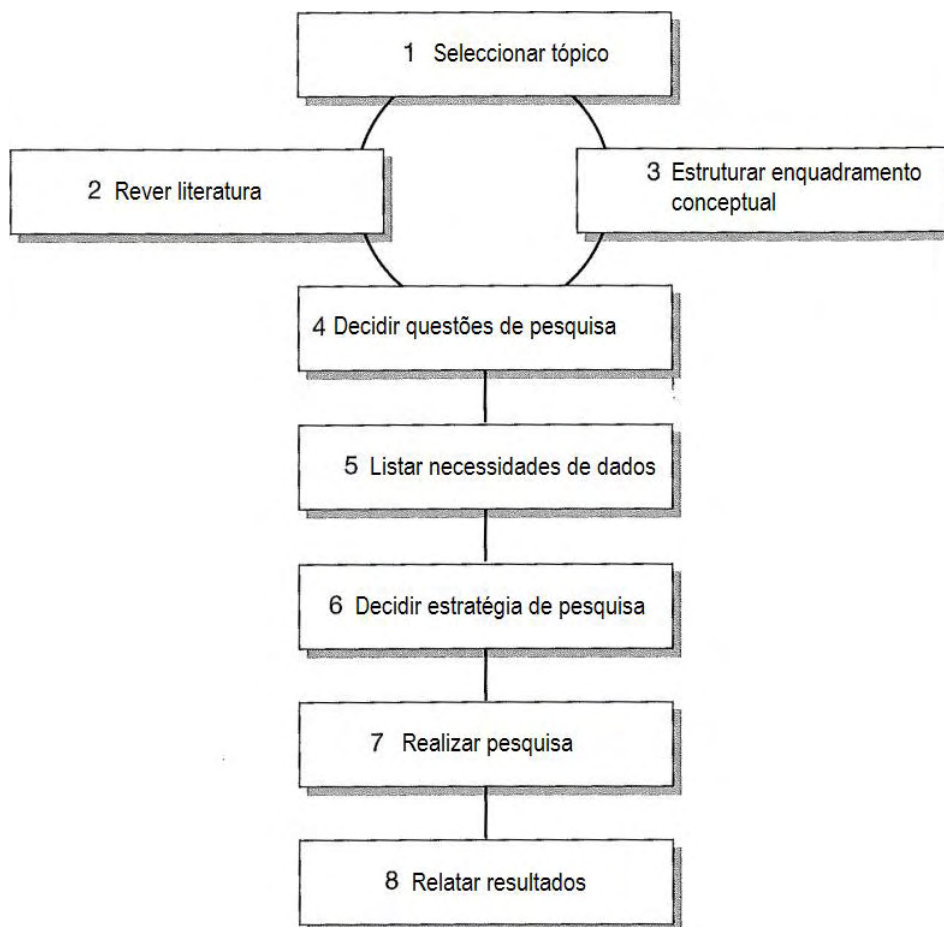 1 Seleccionar tópico
2 Rever literatura
3 Estruturar enquadramento
conceptual
4 Decidir questões de pesquisa
5 Listar necessidades de dados
6 Decidir estratégia de pesquisa
7 Realizar pesquisa
8 Relatar resultados